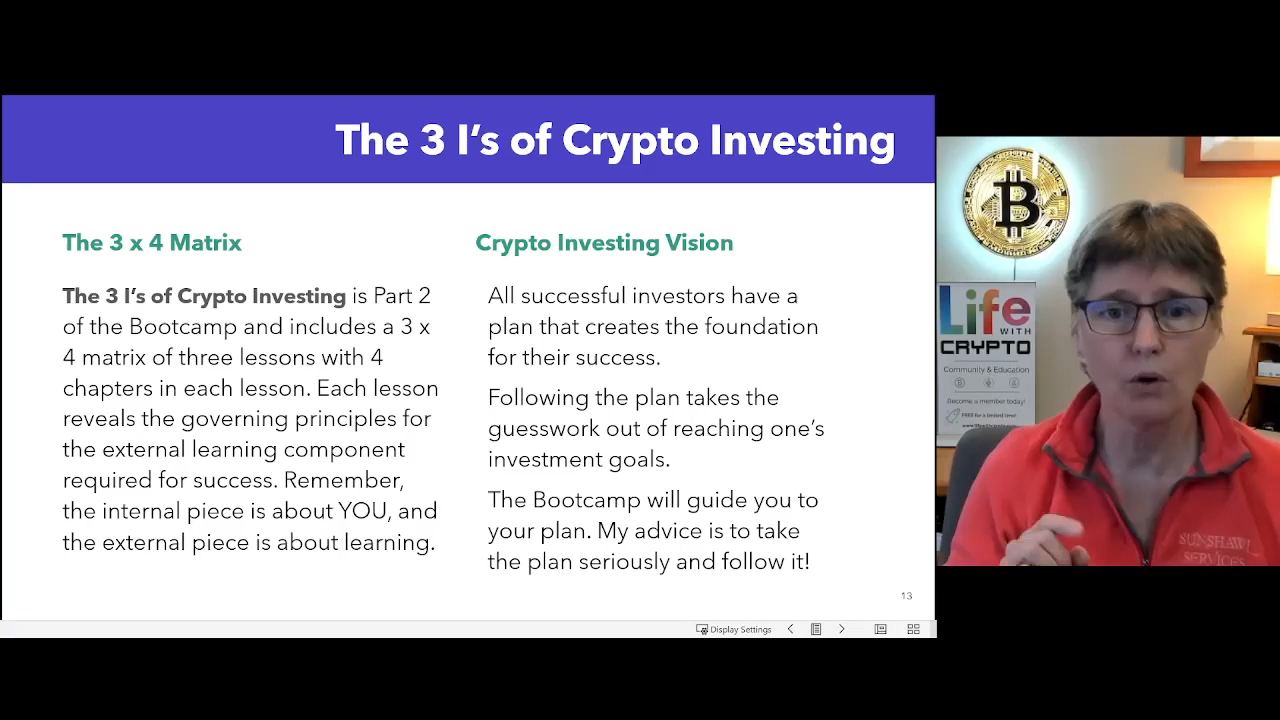 The 3 I's of Crypto Investing
The 3 x 4 Matrix
The 3 I's of Crypto Investing is Part 2
of the Bootcamp and includes a 3 x
4 matrix of three lessons with 4
chapters in each lesson. Each lesson
reveals the governing principles for
the external learning component
required for success. Remember,
the internal piece is about YOU, and
the external piece is about learning.
Crypto Investing Vision
All successful investors have a
plan that creates the foundation
for their success.
Following the plan takes the
guesswork out of reaching one's
investment goals.
The Bootcamp will guide you to
your plan. My advice is to take
the plan seriously and follow it!
13
Display Settings
Life
WITH
CRYPTO
Community & Education
Become a member today!
FREE for a limited time!
SUNSHAW
SERVICES